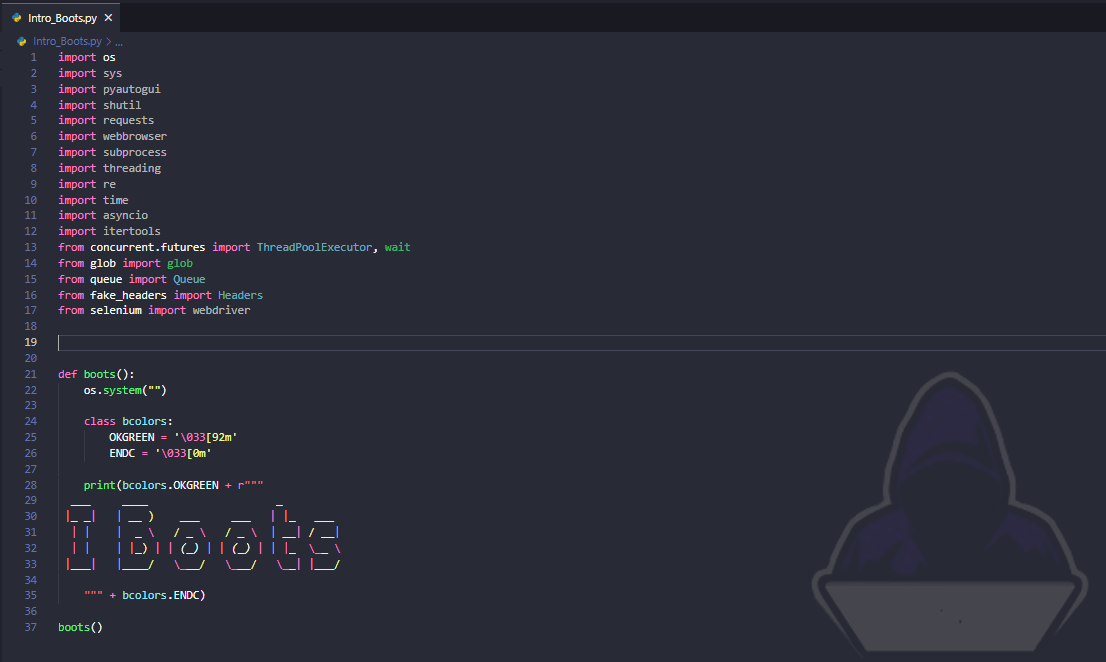 Intro_Boots.py ×
Intro_Boots.py > ...
1 import os
2 import sys
3 import pyautogui
4 import shutil
5 import requests
6 import webbrowser
7 import subprocess
8 import threading
9 import re
10 import time
11 import asyncio
12 import itertools
13 from concurrent.futures import ThreadPoolExecutor, wait
14 from glob import glob
15 from queue import Queue
16 from fake_headers import Headers
17 from selenium import webdriver
18
19
20
21 def boots():
22     os.system("")
23
24     class bcolors:
25         OKGREEN = '\033[92m'
26         ENDC = '\033[0m'
27
28     print(bcolors.OKGREEN + r"""
29   ___     ____                    _
30  |_ _|   | __ )    ___     ___   | |_   ___
31   | |    |  _ \   / _ \   / _ \  | __| / __|
32   | |    | |_) | | (_) | | (_) | | |_  \__ \
33  |___|   |____/   \___/   \___/   \__| |___/
34
35     """ + bcolors.ENDC)
36
37 boots()